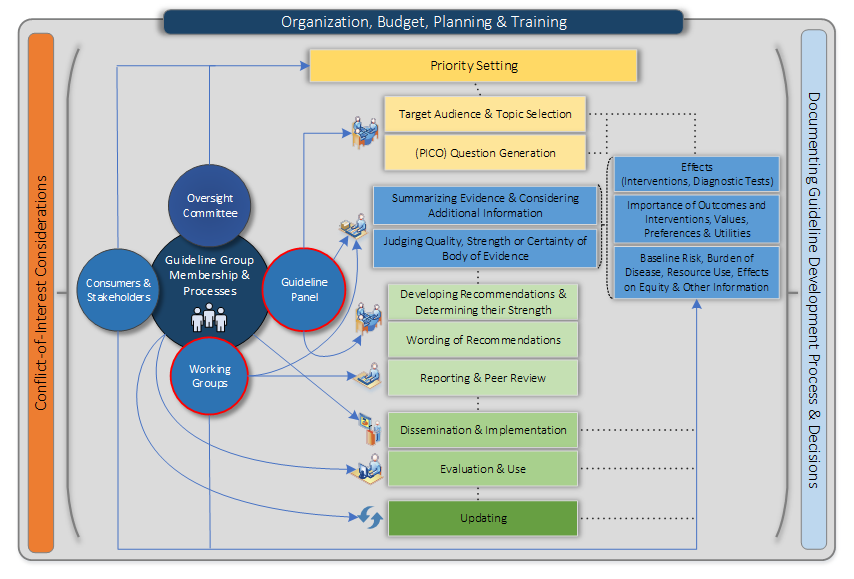 Organization, Budget, Planning & Training
Conflict-of-Interest Considerations
Documenting Guideline Development Process & Decisions
Priority Setting
Target Audience & Topic Selection
(PICO) Question Generation
Effects
(Interventions, Diagnostic Tests)
Importance of Outcomes and
Interventions, Values,
Preferences & Utilities
Baseline Risk, Burden of
Disease, Resource Use, Effects
on Equity & Other Information
Summarizing Evidence & Considering
Additional Information
Judging Quality, Strength or Certainty of
Body of Evidence
Oversight
Committee
Guideline Group
Membership &
Processes
Consumers &
Stakeholders
Guideline
Panel
Working
Groups
Developing Recommendations &
Determining their Strength
Wording of Recommendations
Reporting & Peer Review
Dissemination & Implementation
Evaluation & Use
Updating